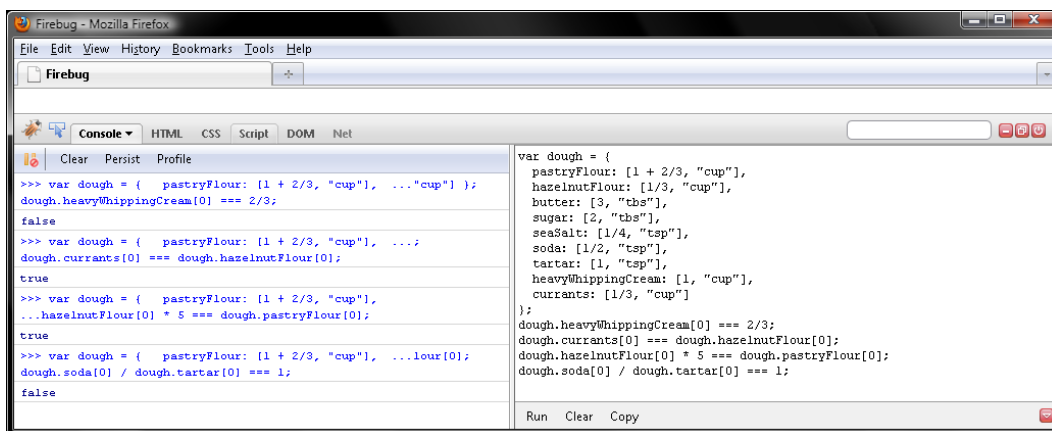 Firebug - Mozilla Firefox
File Edit View History Bookmarks Tools Help
Firebug
Console HTML CSS Script DOM Net
Clear Persist Profile
>>> var dough = {   pastryFlour: [1 + 2/3, "cup"],  ..."cup"] };
dough.heavyWhippingCream[0] === 2/3;
false
>>> var dough = {   pastryFlour: [1 + 2/3, "cup"],  ...;
dough.currants[0] === dough.hazelnutFlour[0];
true
>>> var dough = {   pastryFlour: [1 + 2/3, "cup"],
...hazelnutFlour[0] * 5 === dough.pastryFlour[0];
true
>>> var dough = {   pastryFlour: [1 + 2/3, "cup"],  ...lour[0];
dough.soda[0] / dough.tartar[0] === 1;
false
var dough = {
  pastryFlour: [1 + 2/3, "cup"],
  hazelnutFlour: [1/3, "cup"],
  butter: [3, "tbs"],
  sugar: [2, "tbs"],
  seaSalt: [1/4, "tsp"],
  soda: [1/2, "tsp"],
  tartar: [1, "tsp"],
  heavyWhippingCream: [1, "cup"],
  currants: [1/3, "cup"]
};
dough.heavyWhippingCream[0] === 2/3;
dough.currants[0] === dough.hazelnutFlour[0];
dough.hazelnutFlour[0] * 5 === dough.pastryFlour[0];
dough.soda[0] / dough.tartar[0] === 1;
Run Clear Copy